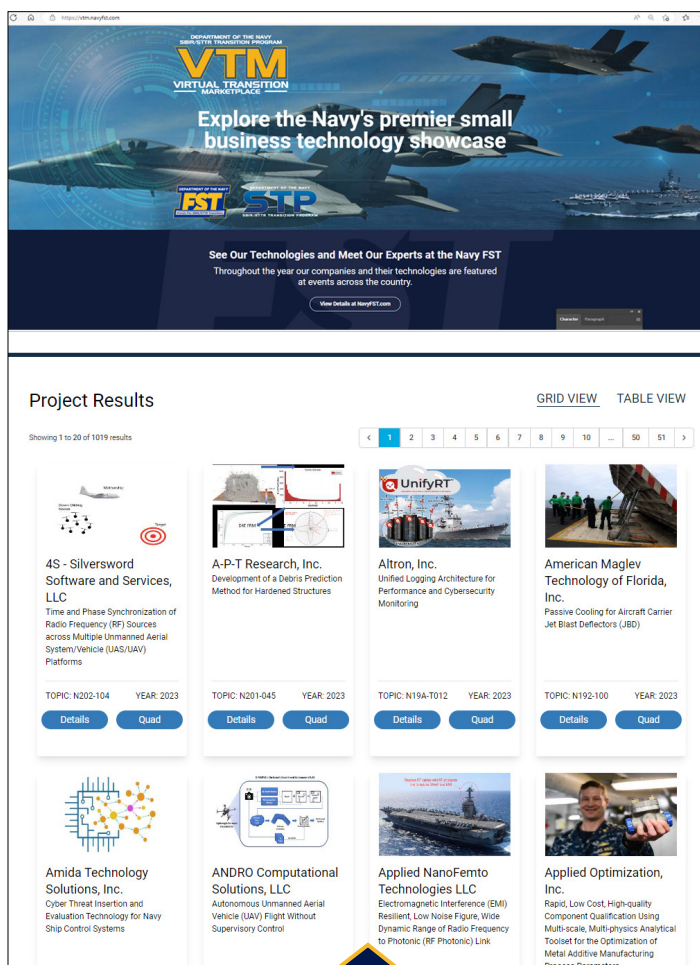 https://vtm.navyfst.com
DEPARTMENT OF THE NAVY
SBIR/STTR TRANSITION PROGRAM
VTM
VIRTUAL TRANSITION
MARKETPLACE
Explore the Navy's premier small
business technology showcase
DEPARTMENT OF THE NAVY
FST
DEPARTMENT OF THE NAVY
STP
SBIR/STTR TRANSITION PROGRAM
See Our Technologies and Meet Our Experts at the Navy FST
Throughout the year our companies and their technologies are featured
at events across the country.
View Details at NavyFST.com
Character Paragraph
Project Results
GRID VIEW TABLE VIEW
Showing 1 to 20 of 1019 results
< 1 2 3 4 5 6 7 8 9 10 ... 50 51 >
Mothership
Target
4S - Silversword
Software and Services,
LLC
Time and Phase Synchronization of
Radio Frequency (RF) Sources
across Multiple Unmanned Aerial
System/Vehicle (UAS/UAV)
Platforms
TOPIC: N202-104 YEAR: 2023
Details Quad
A-P-T Research, Inc.
Development of a Debris Prediction
Method for Hardened Structures
TOPIC: N201-045 YEAR: 2023
Details Quad
UnifyRT
Altron, Inc.
Unified Logging Architecture for
Performance and Cybersecurity
Monitoring
TOPIC: N19A-T012 YEAR: 2023
Details Quad
American Maglev
Technology of Florida,
Inc.
Passive Cooling for Aircraft Carrier
Jet Blast Deflectors (JBD)
TOPIC: N192-100 YEAR: 2023
Details Quad
Amida Technology
Solutions, Inc.
Cyber Threat Insertion and
Evaluation Technology for Navy
Ship Control Systems
ANDRO Computational
Solutions, LLC
Autonomous Unmanned Aerial
Vehicle (UAV) Flight Without
Supervisory Control
Applied NanoFemto
Technologies LLC
Electromagnetic Interference (EMI)
Resilient, Low Noise Figure, Wide
Dynamic Range of Radio Frequency
to Photonic (RF Photonic) Link
Applied Optimization,
Inc.
Rapid, Low Cost, High-quality
Component Qualification Using
Multi-scale, Multi-physics Analytical
Toolset for the Optimization of
Metal Additive Manufacturing
Process Parameters